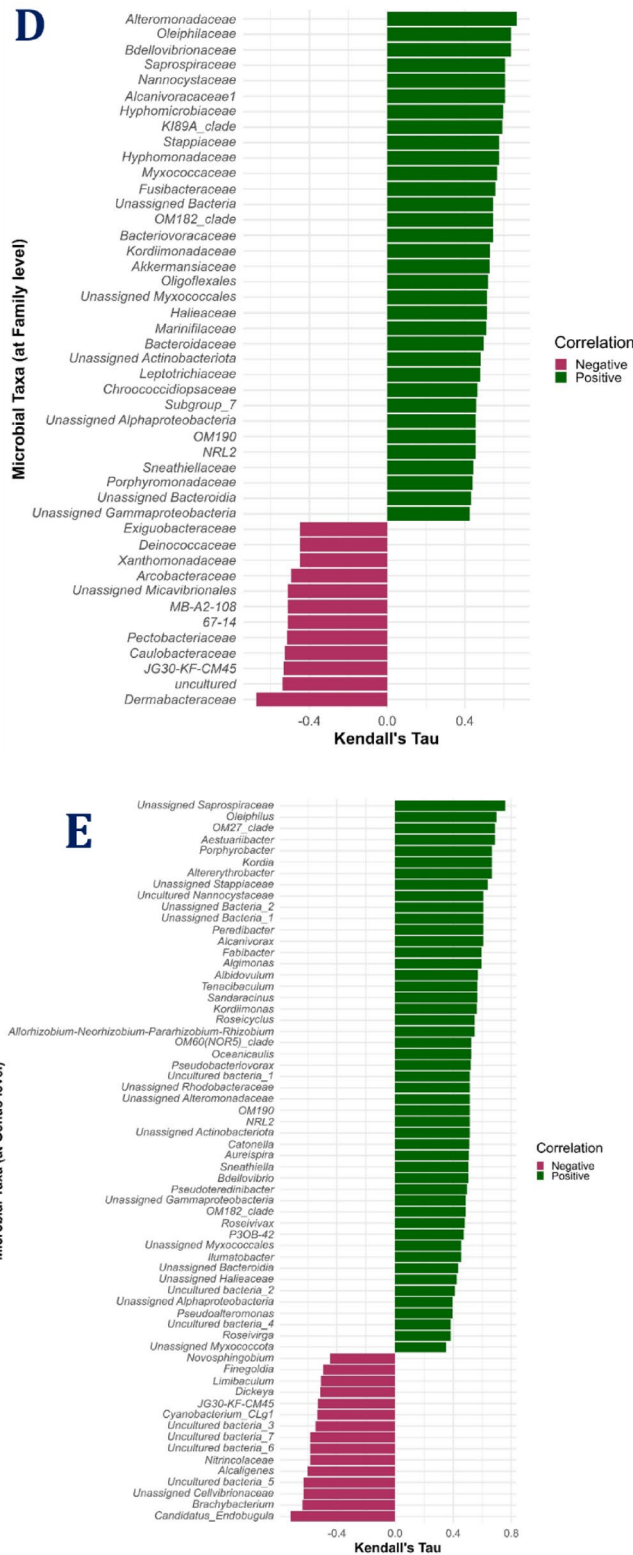 D
Alteromonadaceae
Oleiphilaceae
Bdellovibrionaceae
Saprospiraceae
Nannocystaceae
Alcanivoracaceae1
Hyphomicrobiaceae
KI89A_clade
Stappiaceae
Hyphomonadaceae
Myxococcaceae
Fusibacteraceae
Unassigned Bacteria
OM182_clade
Bacteriovoracaceae
Kordiimonadaceae
Akkermansiaceae
Oligoflexales
Unassigned Myxococcales
Halieaceae
Marinifilaceae
Bacteroidaceae
Unassigned Actinobacteriota
Leptotrichiaceae
Chroococcidiopsaceae
Subgroup_7
Unassigned Alphaproteobacteria
OM190
NRL2
Sneathiellaceae
Porphyromonadaceae
Unassigned Bacteroidia
Unassigned Gammaproteobacteria
Exiguobacteraceae
Deinococcaceae
Xanthomonadaceae
Arcobacteraceae
Unassigned Micavibrionales
MB-A2-108
67-14
Pectobacteriaceae
Caulobacteraceae
JG30-KF-CM45
uncultured
Dermabacteraceae
Microbial Taxa (at Family level)
-0.4 0.0 0.4
Kendall's Tau
Correlation
Negative
Positive
E
Unassigned Saprospiraceae
Oleiphilus
OM27_clade
Aestuariibacter
Porphyrobacter
Kordia
Altererythrobacter
Unassigned Stappiaceae
Uncultured Nannocystaceae
Unassigned Bacteria_2
Unassigned Bacteria_1
Peredibacter
Alcanivorax
Fabibacter
Algimonas
Albidovulum
Tenacibaculum
Sandaracinus
Kordiimonas
Roseicyclus
Allorhizobium-Neorhizobium-Pararhizobium-Rhizobium
OM60(NOR5)_clade
Oceanicaulis
Pseudobacteriovorax
Uncultured bacteria_1
Unassigned Rhodobacteraceae
Unassigned Alteromonadaceae
OM190
NRL2
Unassigned Actinobacteriota
Catonella
Aureispira
Sneathiella
Bdellovibrio
Pseudoteredinibacter
Unassigned Gammaproteobacteria
OM182_clade
Roseivivax
P3OB-42
Unassigned Myxococcales
Ilumatobacter
Unassigned Bacteroidia
Unassigned Halieaceae
Uncultured bacteria_2
Unassigned Alphaproteobacteria
Pseudoalteromonas
Uncultured bacteria_4
Roseivirga
Unassigned Myxococcota
Novosphingobium
Finegoldia
Limibaculum
Dickeya
JG30-KF-CM45
Cyanobacterium_CLg1
Uncultured bacteria_3
Uncultured bacteria_7
Uncultured bacteria_6
Nitrincolaceae
Alcaligenes
Uncultured bacteria_5
Unassigned Cellvibrionaceae
Brachybacterium
Candidatus_Endobugula
-0.4 0.0 0.4 0.8
Kendall's Tau
Correlation
Negative
Positive